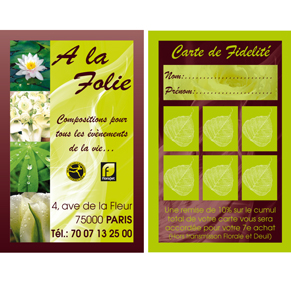 A la
Folie
Compositions pour
tous les évènements
de la vie...
4, ave de la Fleur
75000 PARIS
Tél.: 70 07 13 25 00
Carte de Fidelité
Nom:
Prénom:
Une remise de 10% sur le cumul
total de votre carte vous sera
accordée pour votre 7e achat
(Hors Transmission Florale et Deuil)